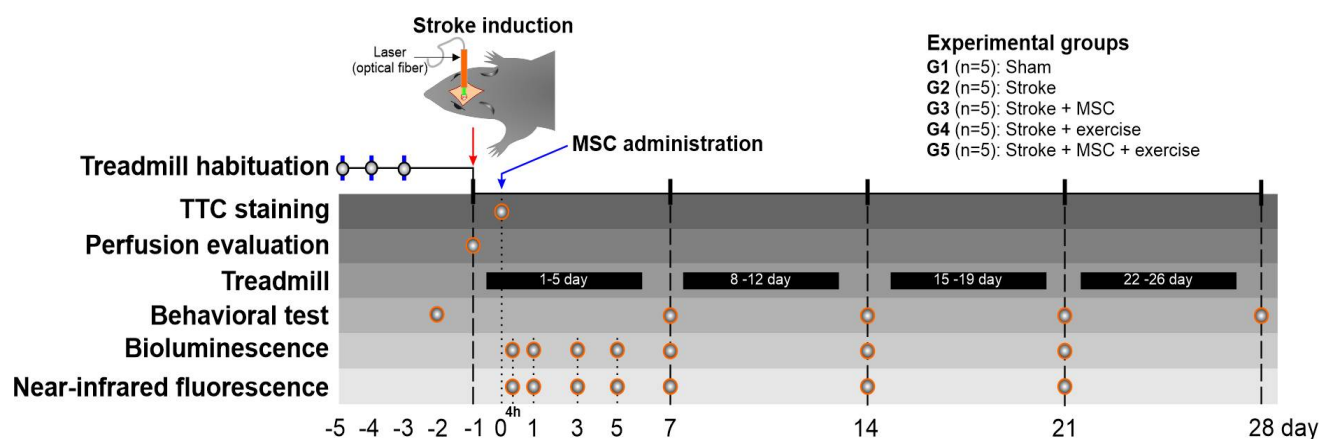 Stroke induction
Laser
(optical fiber)
Experimental groups
G1 (n=5): Sham
G2 (n=5): Stroke
G3 (n=5): Stroke + MSC
G4 (n=5): Stroke + exercise
G5 (n=5): Stroke + MSC + exercise
MSC administration
Treadmill habituation
TTC staining
Perfusion evaluation
Treadmill 1-5 day 8 -12 day 15 -19 day 22 -26 day
Behavioral test
Bioluminescence
Near-infrared fluorescence
4h
-5 -4 -3 -2 -1 0 1 3 5 7 14 21 28 day